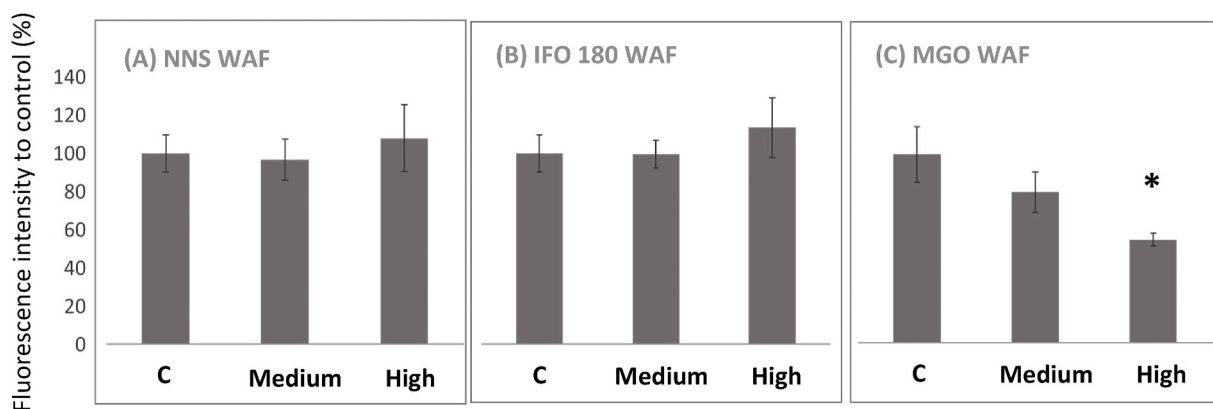 Fluorescence intensity to control (%)
(A) NNS WAF
(B) IFO 180 WAF
(C) MGO WAF
140
120
100
80
60
40
20
0
*
C Medium High
C Medium High
C Medium High